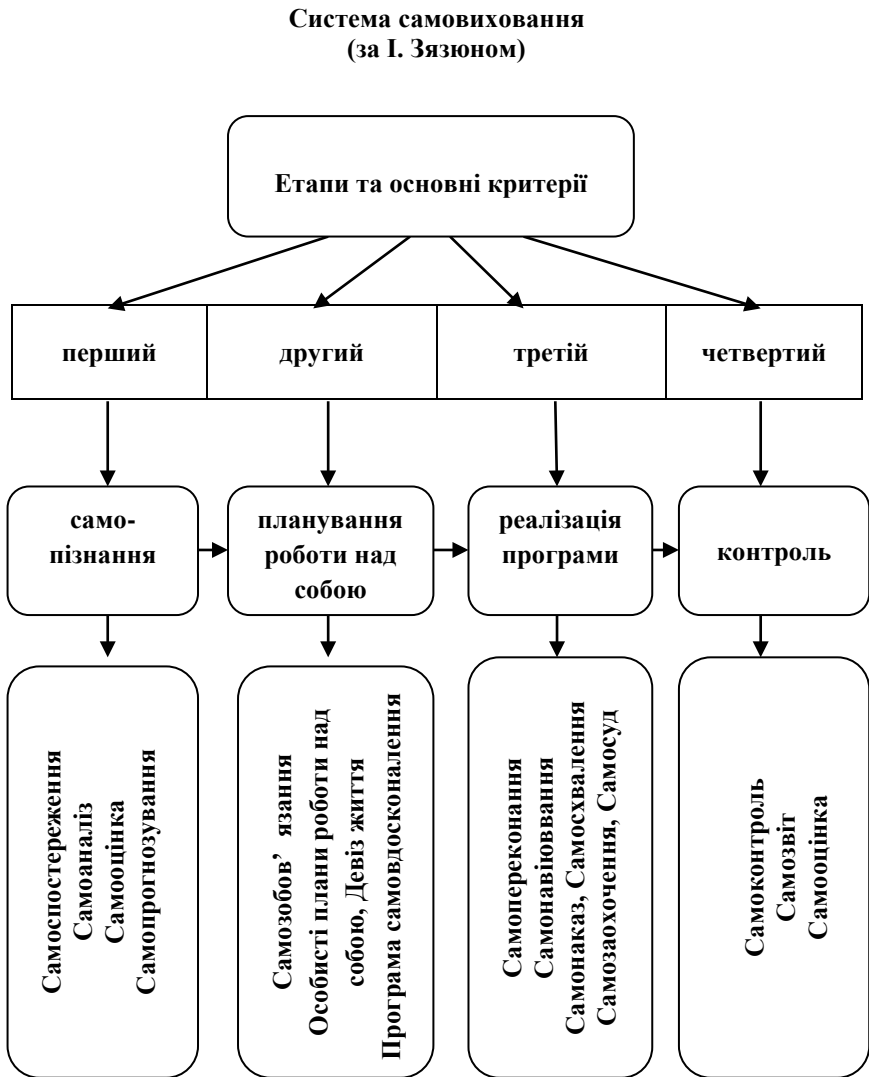 Система самовиховання
(за І. Зязюном)
Етапи та основні критерії
перший
другий
третій
четвертий
само-
пізнання
планування
роботи над
собою
реалізація
програми
контроль
Самоспостереження
Самоаналіз
Самооцінка
Самопрогнозування
Самозобов’ язання
Особисті плани роботи над
собою, Девіз життя
Програма самовдосконалення
Самопереконання
Самонавіюввання
Самонаказ, Самосхвалення
Самозаохочення, Самосуд
Самоконтроль
Самозвіт
Самооцінка